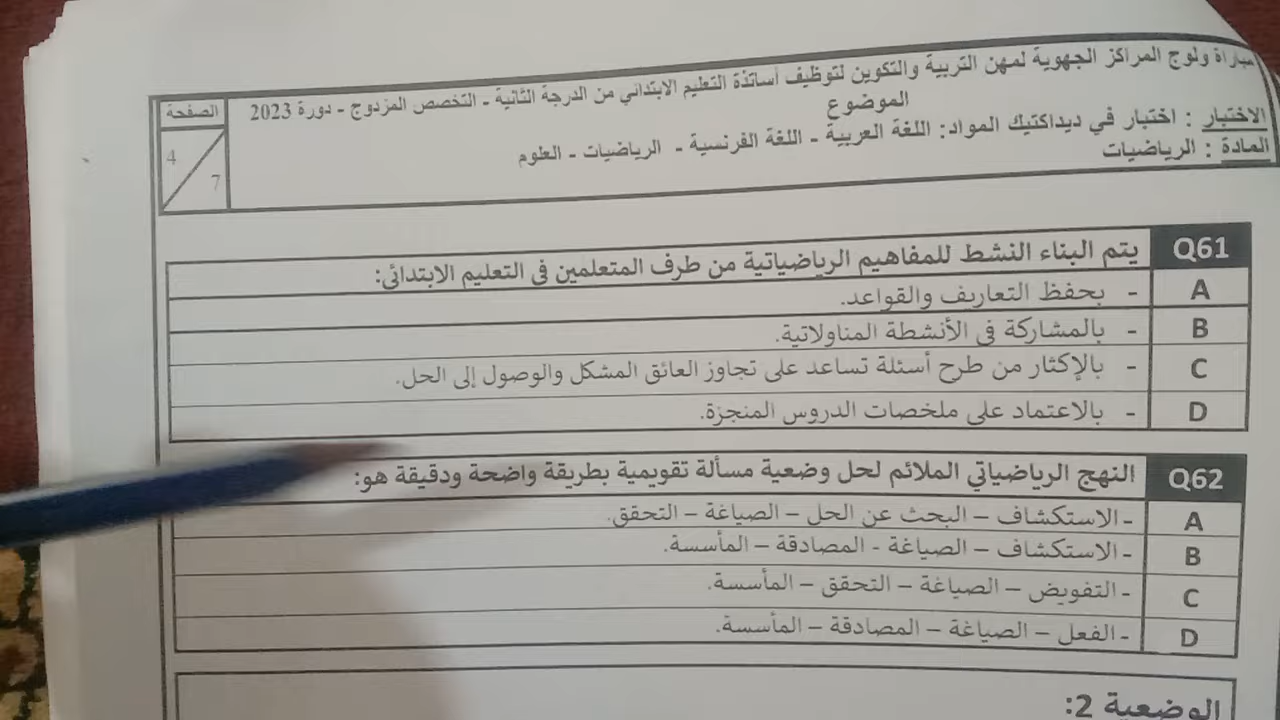 مباراة ولوج المراكز الجهوية لمهن التربية والتكوين لتوظيف أساتذة التعليم الابتدائي من الدرجة الثانية - التخصص المزدوج - دورة 2023
الموضوع
الاختبار : اختبار في ديداكتيك المواد: اللغة العربية - اللغة الفرنسية - الرياضيات - العلوم
المادة : الرياضيات
الصفحة
4
7
Q61 يتم البناء النشط للمفاهيم الرياضياتية من طرف المتعلمين في التعليم الابتدائي:
A - بحفظ التعاريف والقواعد.
B - بالمشاركة في الأنشطة المناولاتية.
C - بالإكثار من طرح أسئلة تساعد على تجاوز العائق المشكل والوصول إلى الحل.
D - بالاعتماد على ملخصات الدروس المنجزة.
Q62 النهج الرياضياتي الملائم لحل وضعية مسألة تقويمية بطريقة واضحة ودقيقة هو:
A - الاستكشاف – البحث عن الحل – الصياغة – التحقق.
B - الاستكشاف – الصياغة - المصادقة – المأسسة.
C - التفويض – الصياغة – التحقق – المأسسة.
D - الفعل – الصياغة – المصادقة – المأسسة.
الوضعية 2: